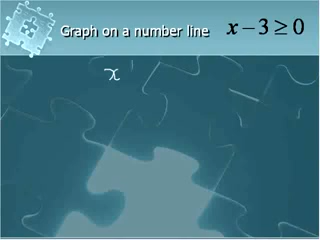 Graph on a number line x – 3 ≥ 0
x